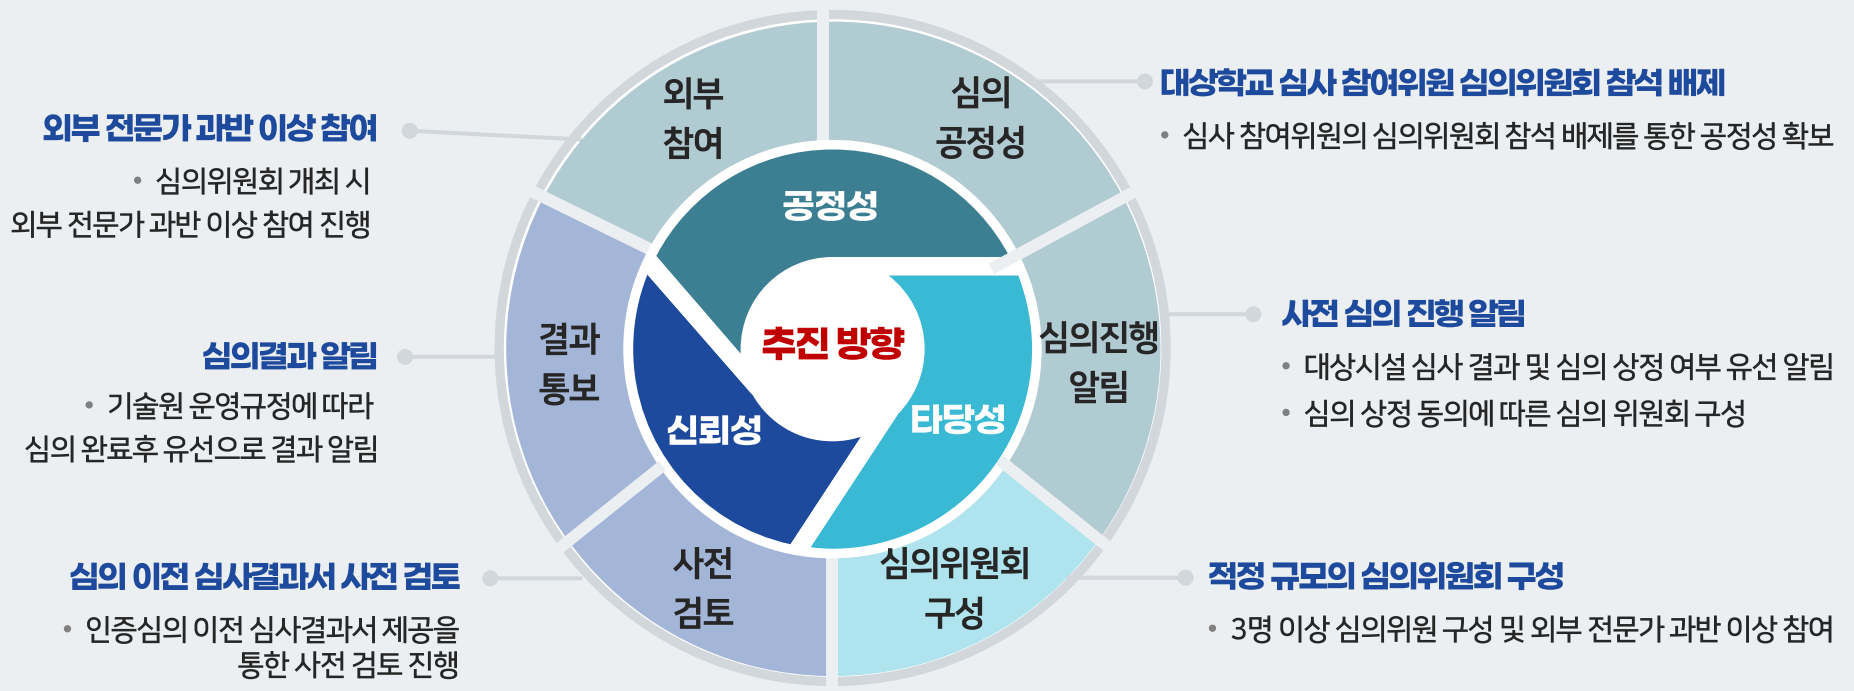 외부 전문가 과반 이상 참여
• 심의위원회 개최 시
외부 전문가 과반 이상 참여 진행
심의결과 알림
• 기술원 운영규정에 따라
심의 완료후 유선으로 결과 알림
심의 이전 심사결과서 사전 검토
• 인증심의 이전 심사결과서 제공을
통한 사전 검토 진행
외부
참여
심의
공정성
결과
통보
심의진행
알림
사전
검토
심의위원회
구성
공정성
신뢰성
타당성
추진 방향
대상학교 심사 참여위원 심의위원회 참석 배제
• 심사 참여위원의 심의위원회 참석 배제를 통한 공정성 확보
사전 심의 진행 알림
• 대상시설 심사 결과 및 심의 상정 여부 유선 알림
• 심의 상정 동의에 따른 심의 위원회 구성
적정 규모의 심의위원회 구성
• 3명 이상 심의위원 구성 및 외부 전문가 과반 이상 참여